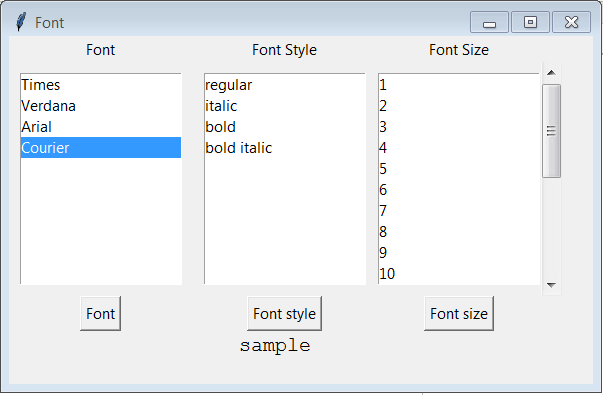 Font
Font Font Style Font Size
Times regular 1
Verdana italic 2
Arial bold 3
Courier bold italic 4
5
6
7
8
9
10
Font Font style Font size
sample